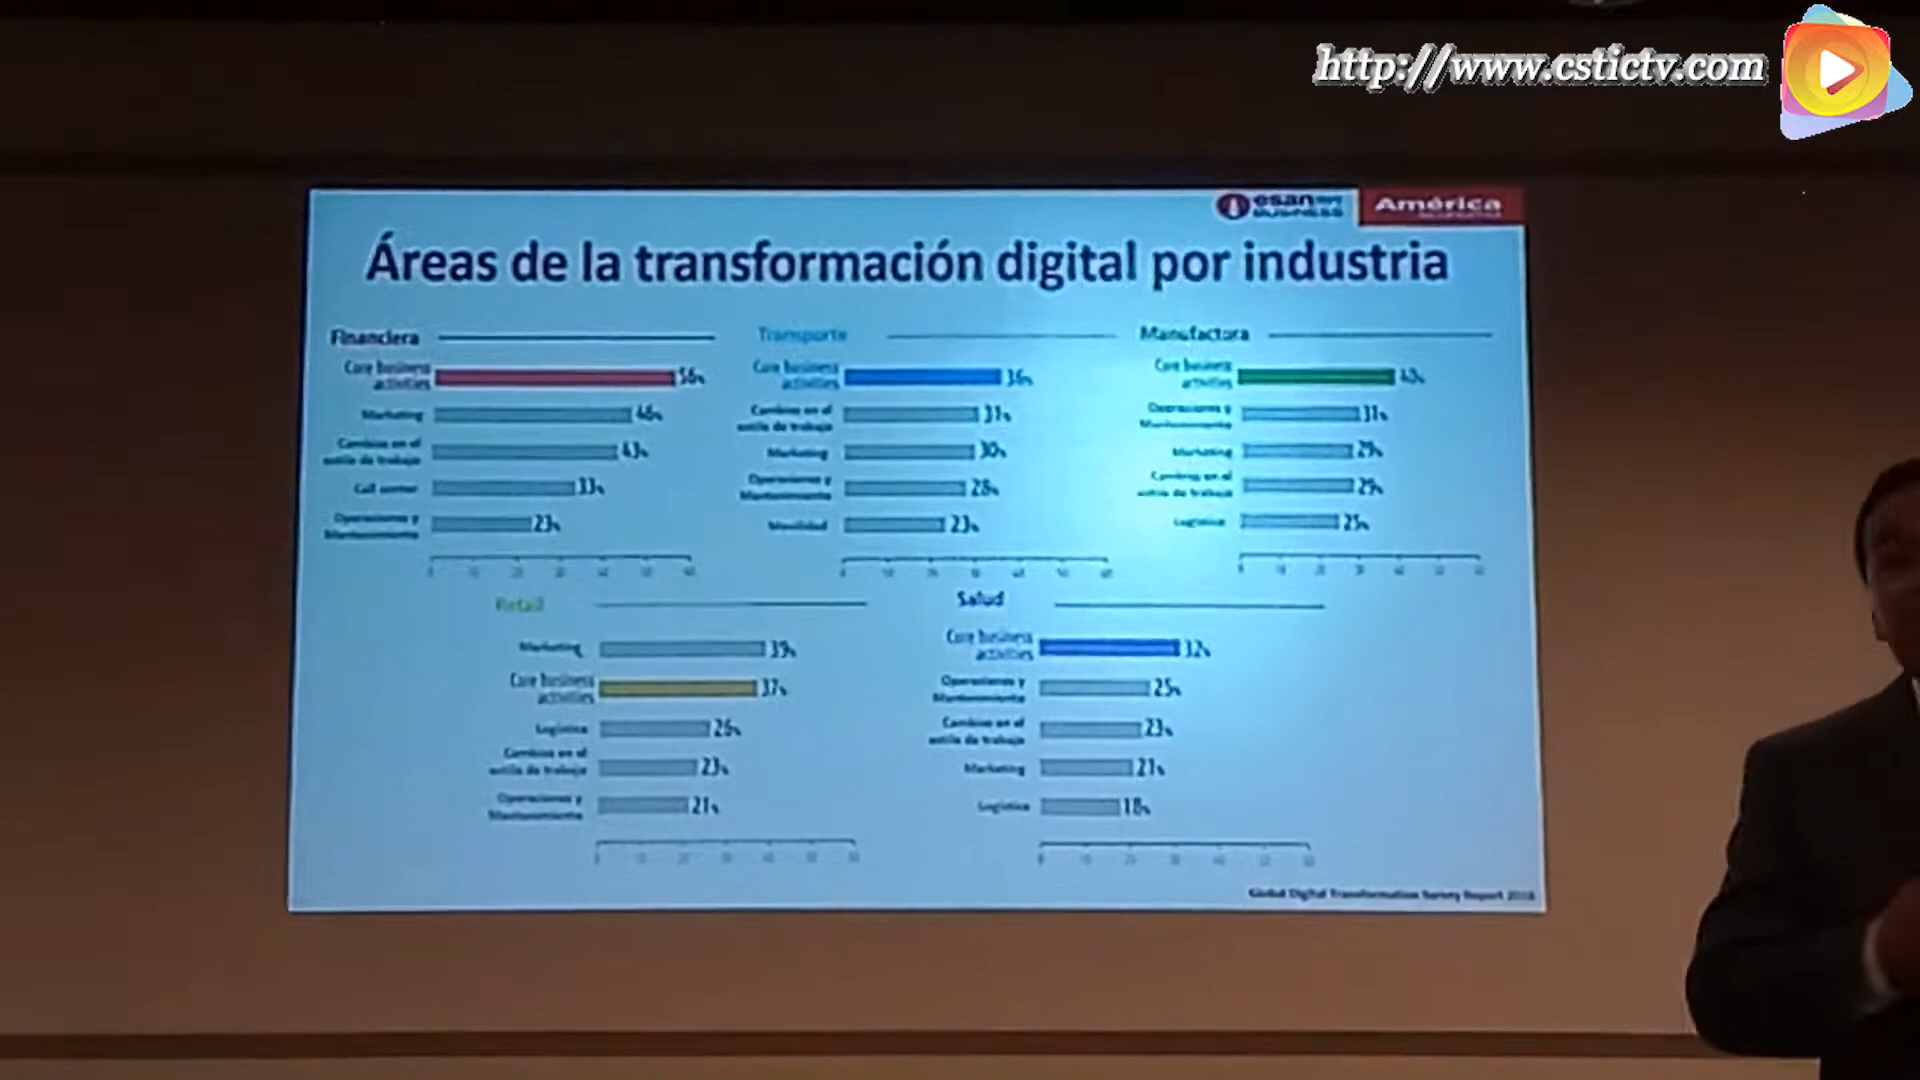 http://www.cstictv.com
esan
BUSINESS
América
Áreas de la transformación digital por industria
Financiera
Core business
activities
56%
Marketing
46%
Cambios en el
estilo de trabajo
43%
Call center
33%
Operaciones y
Mantenimiento
23%
Transporte
Core business
activities
36%
Cambios en el
estilo de trabajo
31%
Marketing
30%
Operaciones y
Mantenimiento
28%
Movilidad
23%
Manufactura
Core business
activities
40%
Operaciones y
Mantenimiento
31%
Marketing
29%
Cambios en el
estilo de trabajo
29%
Logística
25%
Retail
Marketing
39%
Core business
activities
37%
Logística
26%
Cambios en el
estilo de trabajo
23%
Operaciones y
Mantenimiento
21%
Salud
Core business
activities
32%
Operaciones y
Mantenimiento
25%
Cambios en el
estilo de trabajo
23%
Marketing
21%
Logística
18%
Global Digital Transformation Survey Report 2018